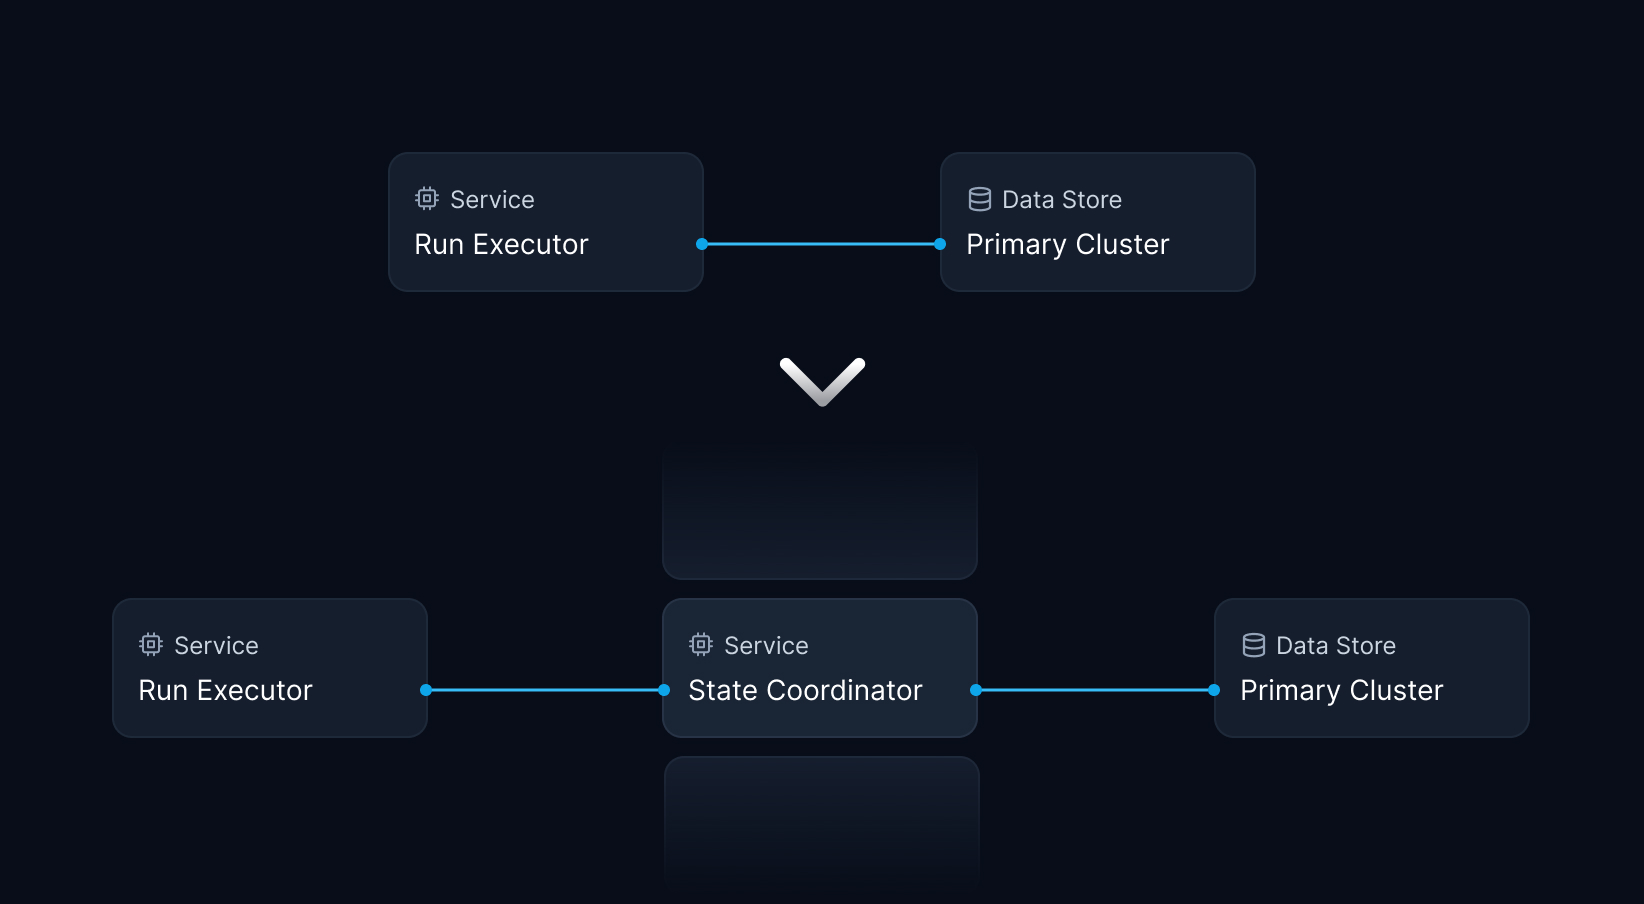 Service
Run Executor
Data Store
Primary Cluster
Service
Run Executor
Service
State Coordinator
Data Store
Primary Cluster